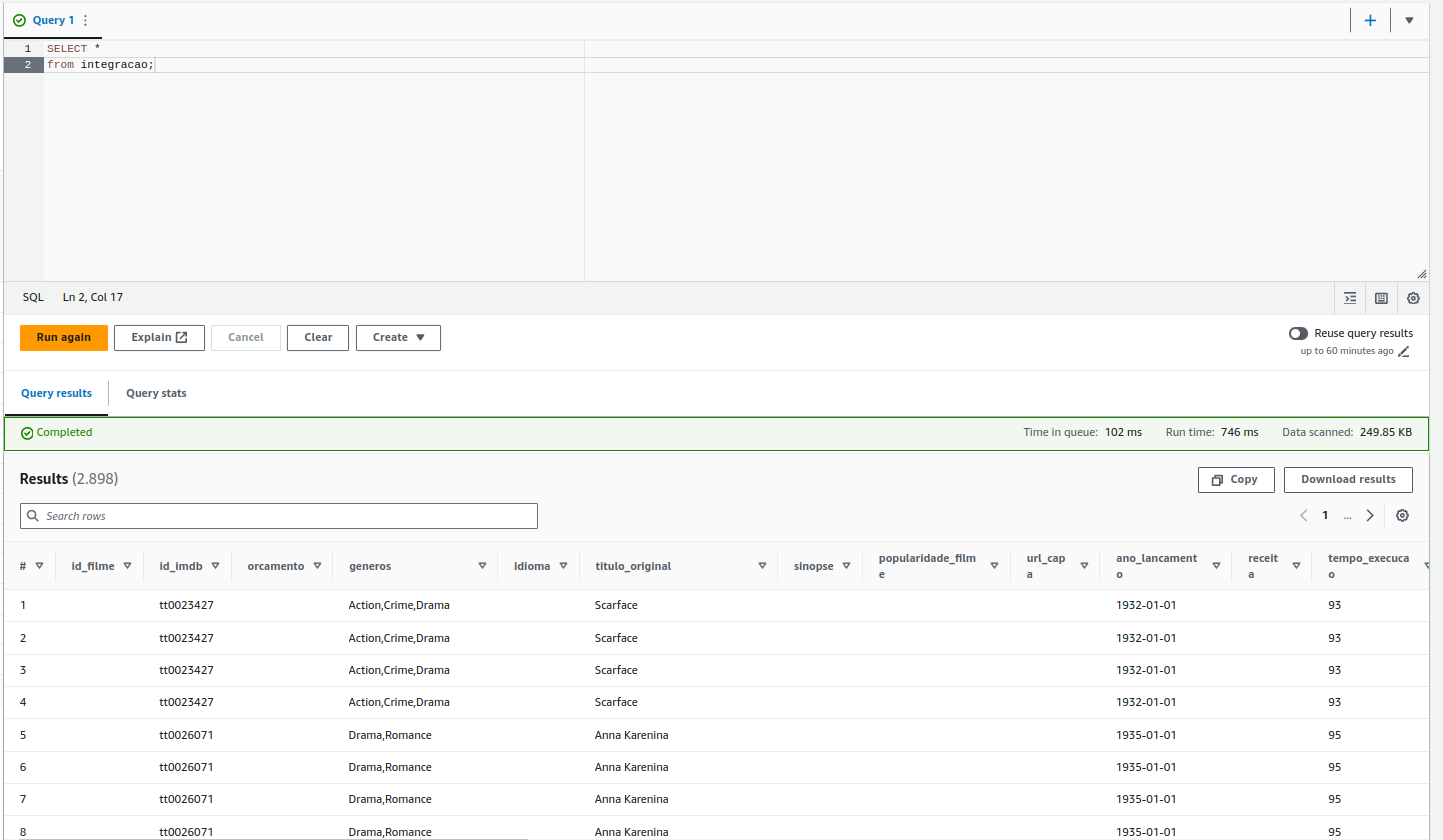 Query 1
1 SELECT *
2 from integracao;
SQL Ln 2, Col 17
Run again Explain Cancel Clear Create Reuse query results
up to 60 minutes ago
Query results Query stats
Completed Time in queue: 102 ms Run time: 746 ms Data scanned: 249.85 KB
Results (2.898) Copy Download results
Search rows 1 ...
# id_filme id_imdb orcamento generos idioma titulo_original sinopse popularidade_film
e url_cap
a ano_lancament
o receit
a tempo_execuca
o
1 tt0023427 Action,Crime,Drama Scarface 1932-01-01 93
2 tt0023427 Action,Crime,Drama Scarface 1932-01-01 93
3 tt0023427 Action,Crime,Drama Scarface 1932-01-01 93
4 tt0023427 Action,Crime,Drama Scarface 1932-01-01 93
5 tt0026071 Drama,Romance Anna Karenina 1935-01-01 95
6 tt0026071 Drama,Romance Anna Karenina 1935-01-01 95
7 tt0026071 Drama,Romance Anna Karenina 1935-01-01 95
8 tt0026071 Drama,Romance Anna Karenina 1935-01-01 95